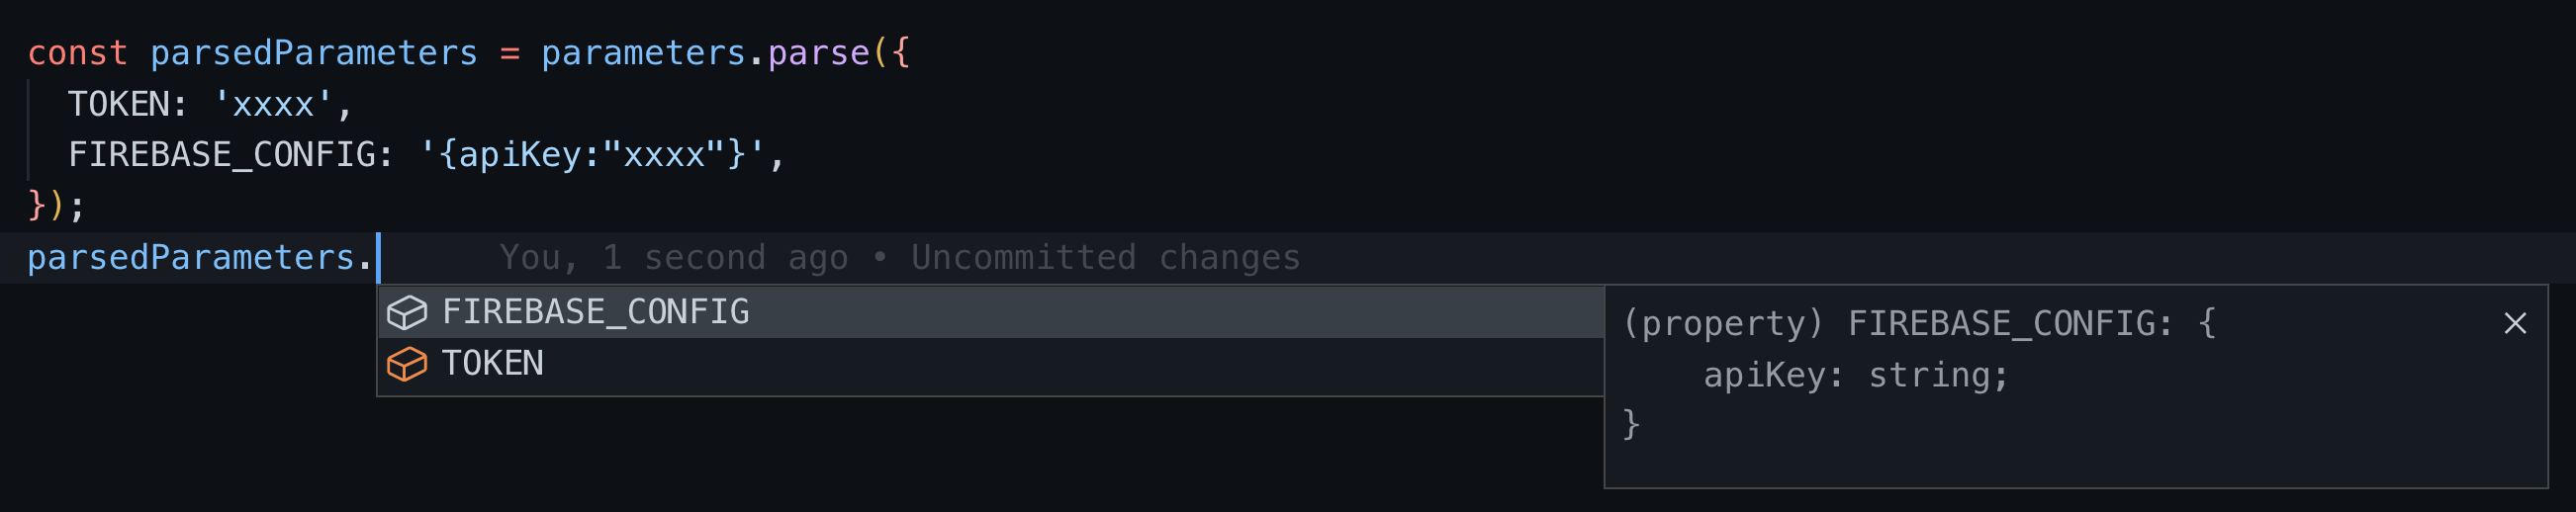 const parsedParameters = parameters.parse({
  TOKEN: 'xxxx',
  FIREBASE_CONFIG: '{apiKey:"xxxx"}',
});
parsedParameters. You, 1 second ago • Uncommitted changes
FIREBASE_CONFIG
TOKEN
(property) FIREBASE_CONFIG: {
    apiKey: string;
}